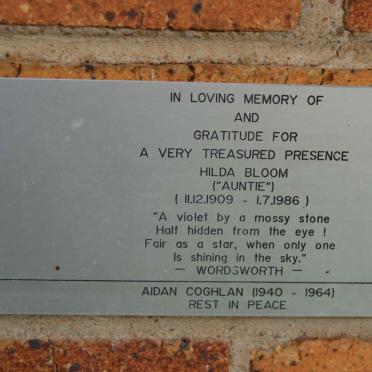 IN LOVING MEMORY OF
AND
GRATITUDE FOR
A VERY TREASURED PRESENCE
HILDA BLOOM
("AUNTIE")
( 11.12.1909 - 1.7.1986 )
"A violet by a mossy stone
Half hidden from the eye !
Fair as a star, when only one
Is shining in the sky."
— WORDSWORTH —
AIDAN COGHLAN (1940 - 1964)
REST IN PEACE